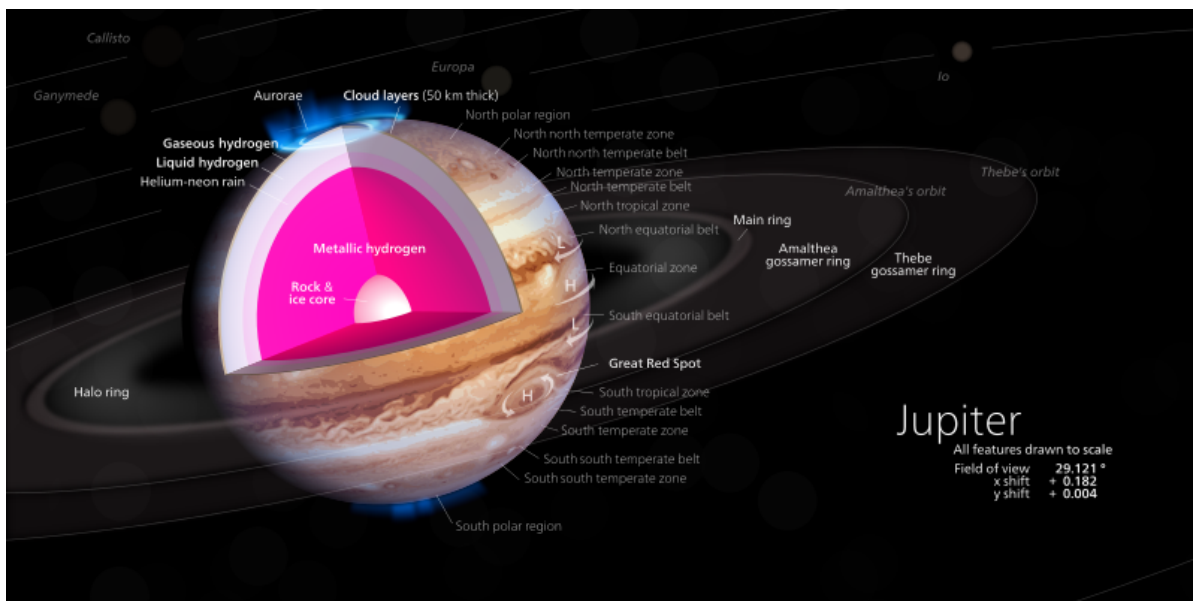 Callisto
Ganymede
Europa
Io
Aurorae
Cloud layers (50 km thick)
North polar region
Gaseous hydrogen
Liquid hydrogen
Helium-neon rain
North north temperate zone
North north temperate belt
North temperate zone
North temperate belt
North tropical zone
North equatorial belt
Equatorial zone
South equatorial belt
Great Red Spot
South tropical zone
South temperate belt
South temperate zone
South south temperate belt
South south temperate zone
South polar region
L
H
L
H
Metallic hydrogen
Rock &
ice core
Halo ring
Main ring
Amalthea
gossamer ring
Thebe
gossamer ring
Amalthea's orbit
Thebe's orbit
Jupiter
All features drawn to scale
Field of view 29.121 °
x shift + 0.182
y shift + 0.004